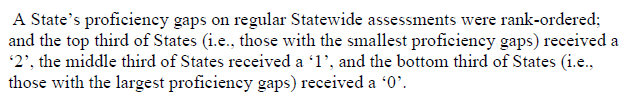 A State’s proficiency gaps on regular Statewide assessments were rank-ordered;
and the top third of States (i.e., those with the smallest proficiency gaps) received a
‘2’, the middle third of States received a ‘1’, and the bottom third of States (i.e.,
those with the largest proficiency gaps) received a ‘0’.